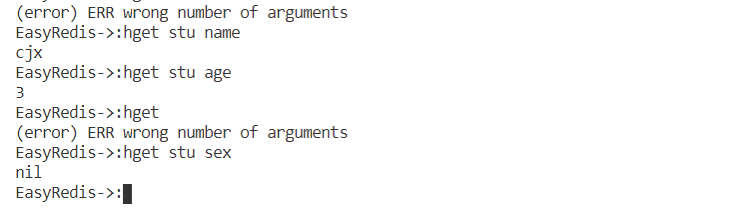 (error) ERR wrong number of arguments
EasyRedis->:hget stu name
cjx
EasyRedis->:hget stu age
3
EasyRedis->:hget
(error) ERR wrong number of arguments
EasyRedis->:hget stu sex
nil
EasyRedis->: